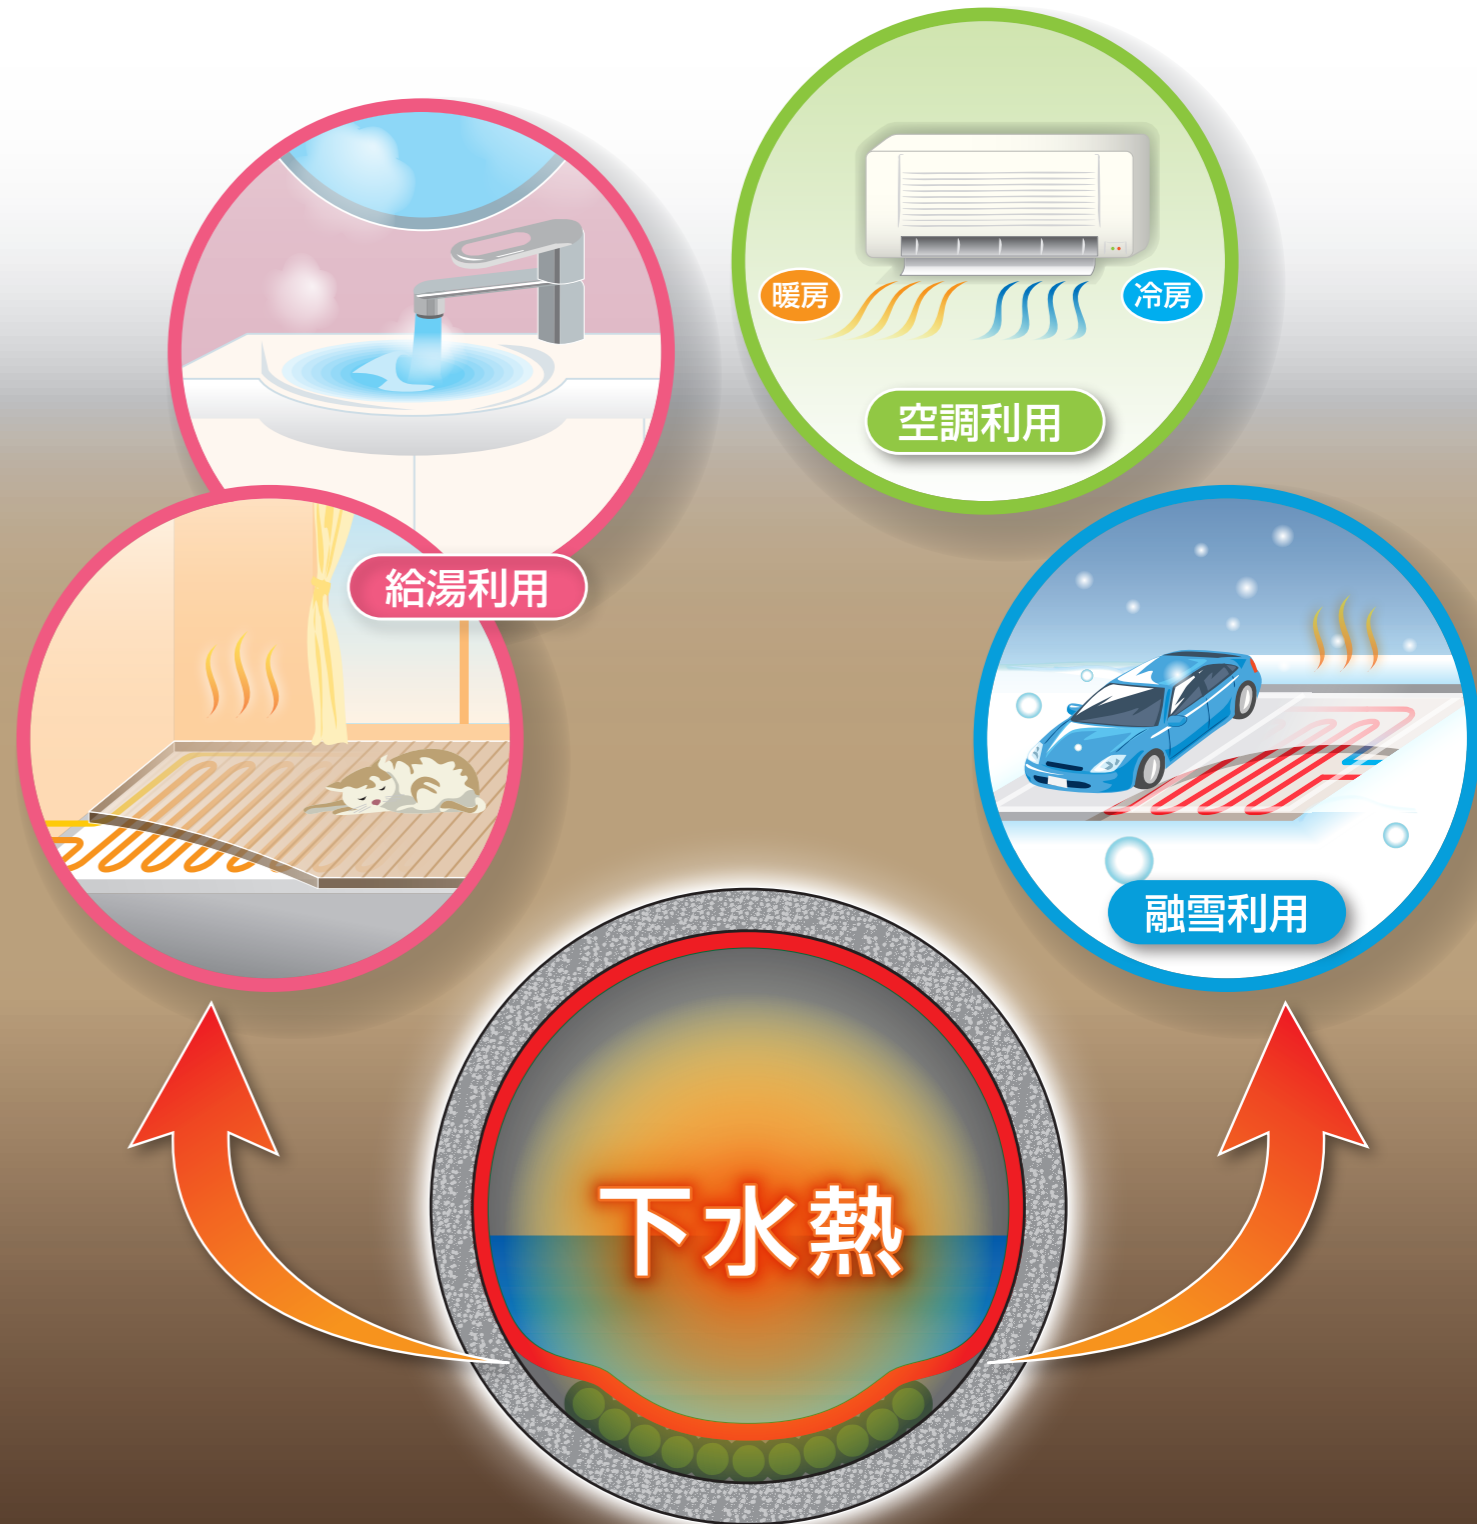 暖房
冷房
空調利用
給湯利用
融雪利用
下水熱